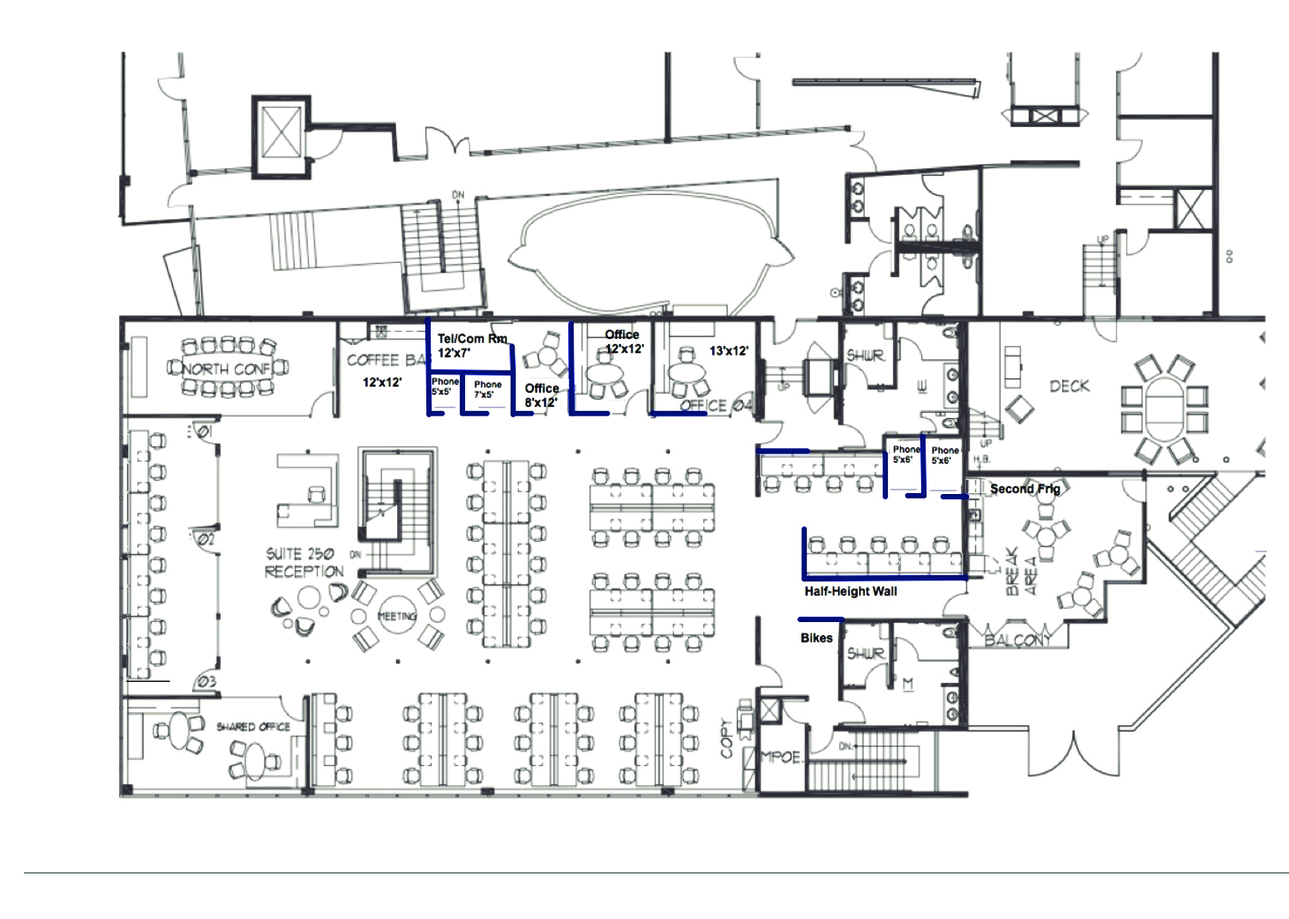 DN
UP
Tel/Com Rm
12'x7'
Office
12'x12'
13'x12'
SHWR.
NORTH CONF.
COFFEE BA
12'x12'
Phone
5'x5'
Phone
7'x5'
Office
8'x12'
OFFICE 04
UP
DECK
01
UP
H.B.
Phone
5'x6'
Phone
5'x6'
Second Frig
02
SUITE 250
RECEPTION
DN
BREAK
AREA
MEETING
Half-Height Wall
Bikes
BALCONY
SHWR.
M
03
SHARED OFFICE
COPY
MPOE
DN.